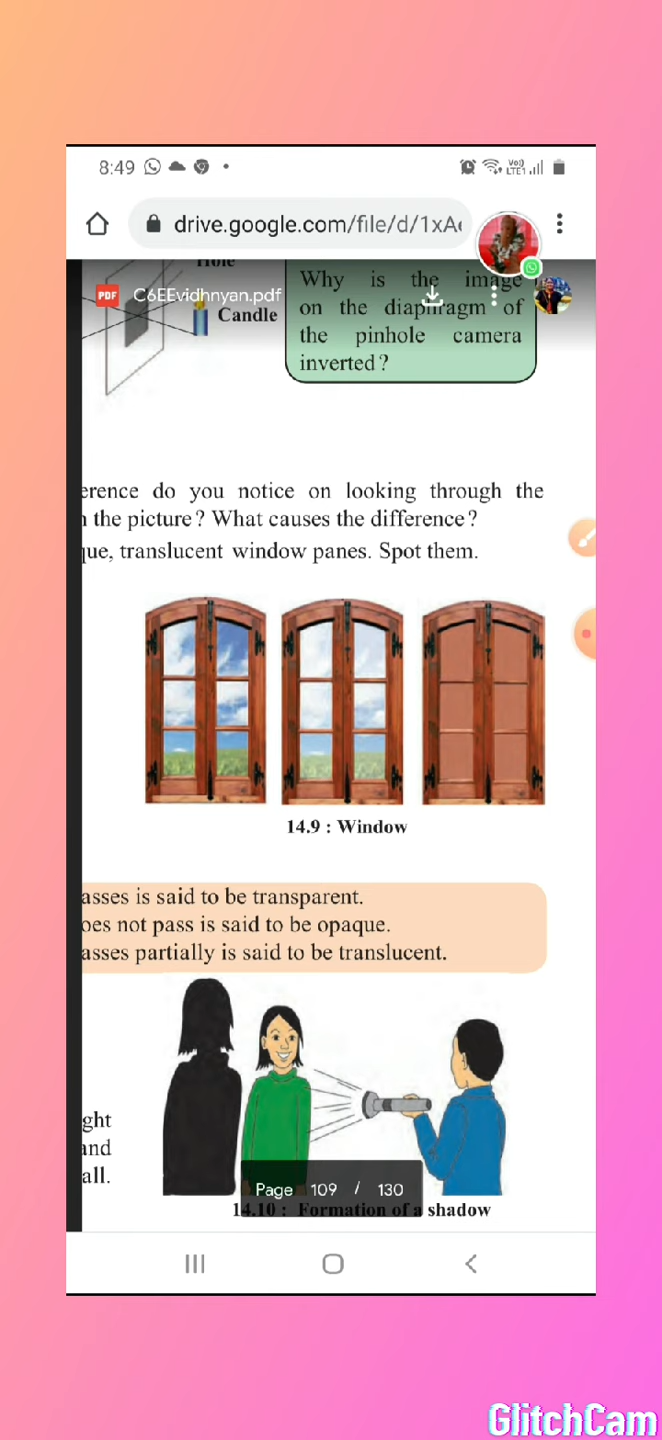 8:49
Vo))
LTE1
drive.google.com/file/d/1xA
Hole
PDF C6EEvidhnyan.pdf
Candle
Why is the image
on the diaphragm of
the pinhole camera
inverted ?
erence do you notice on looking through the
n the picture ? What causes the difference ?
que, translucent window panes. Spot them.
14.9 : Window
asses is said to be transparent.
oes not pass is said to be opaque.
asses partially is said to be translucent.
ght
and
all.
Page 109 / 130
14.10 : Formation of a shadow
GlitchCam